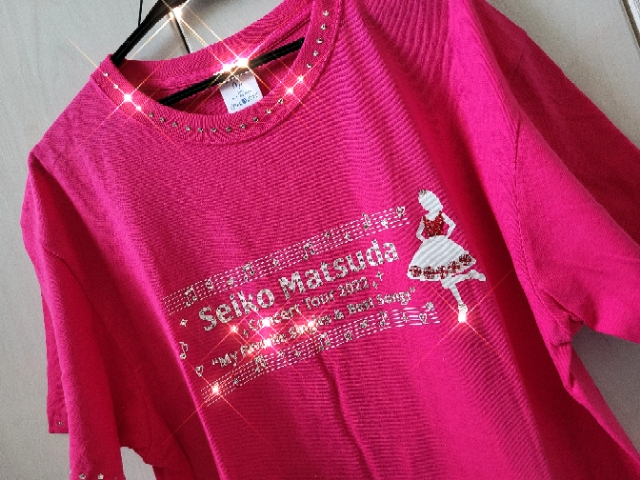 Seiko Matsuda
Concert Tour 2022
"My Favorite Singles & Best Songs"